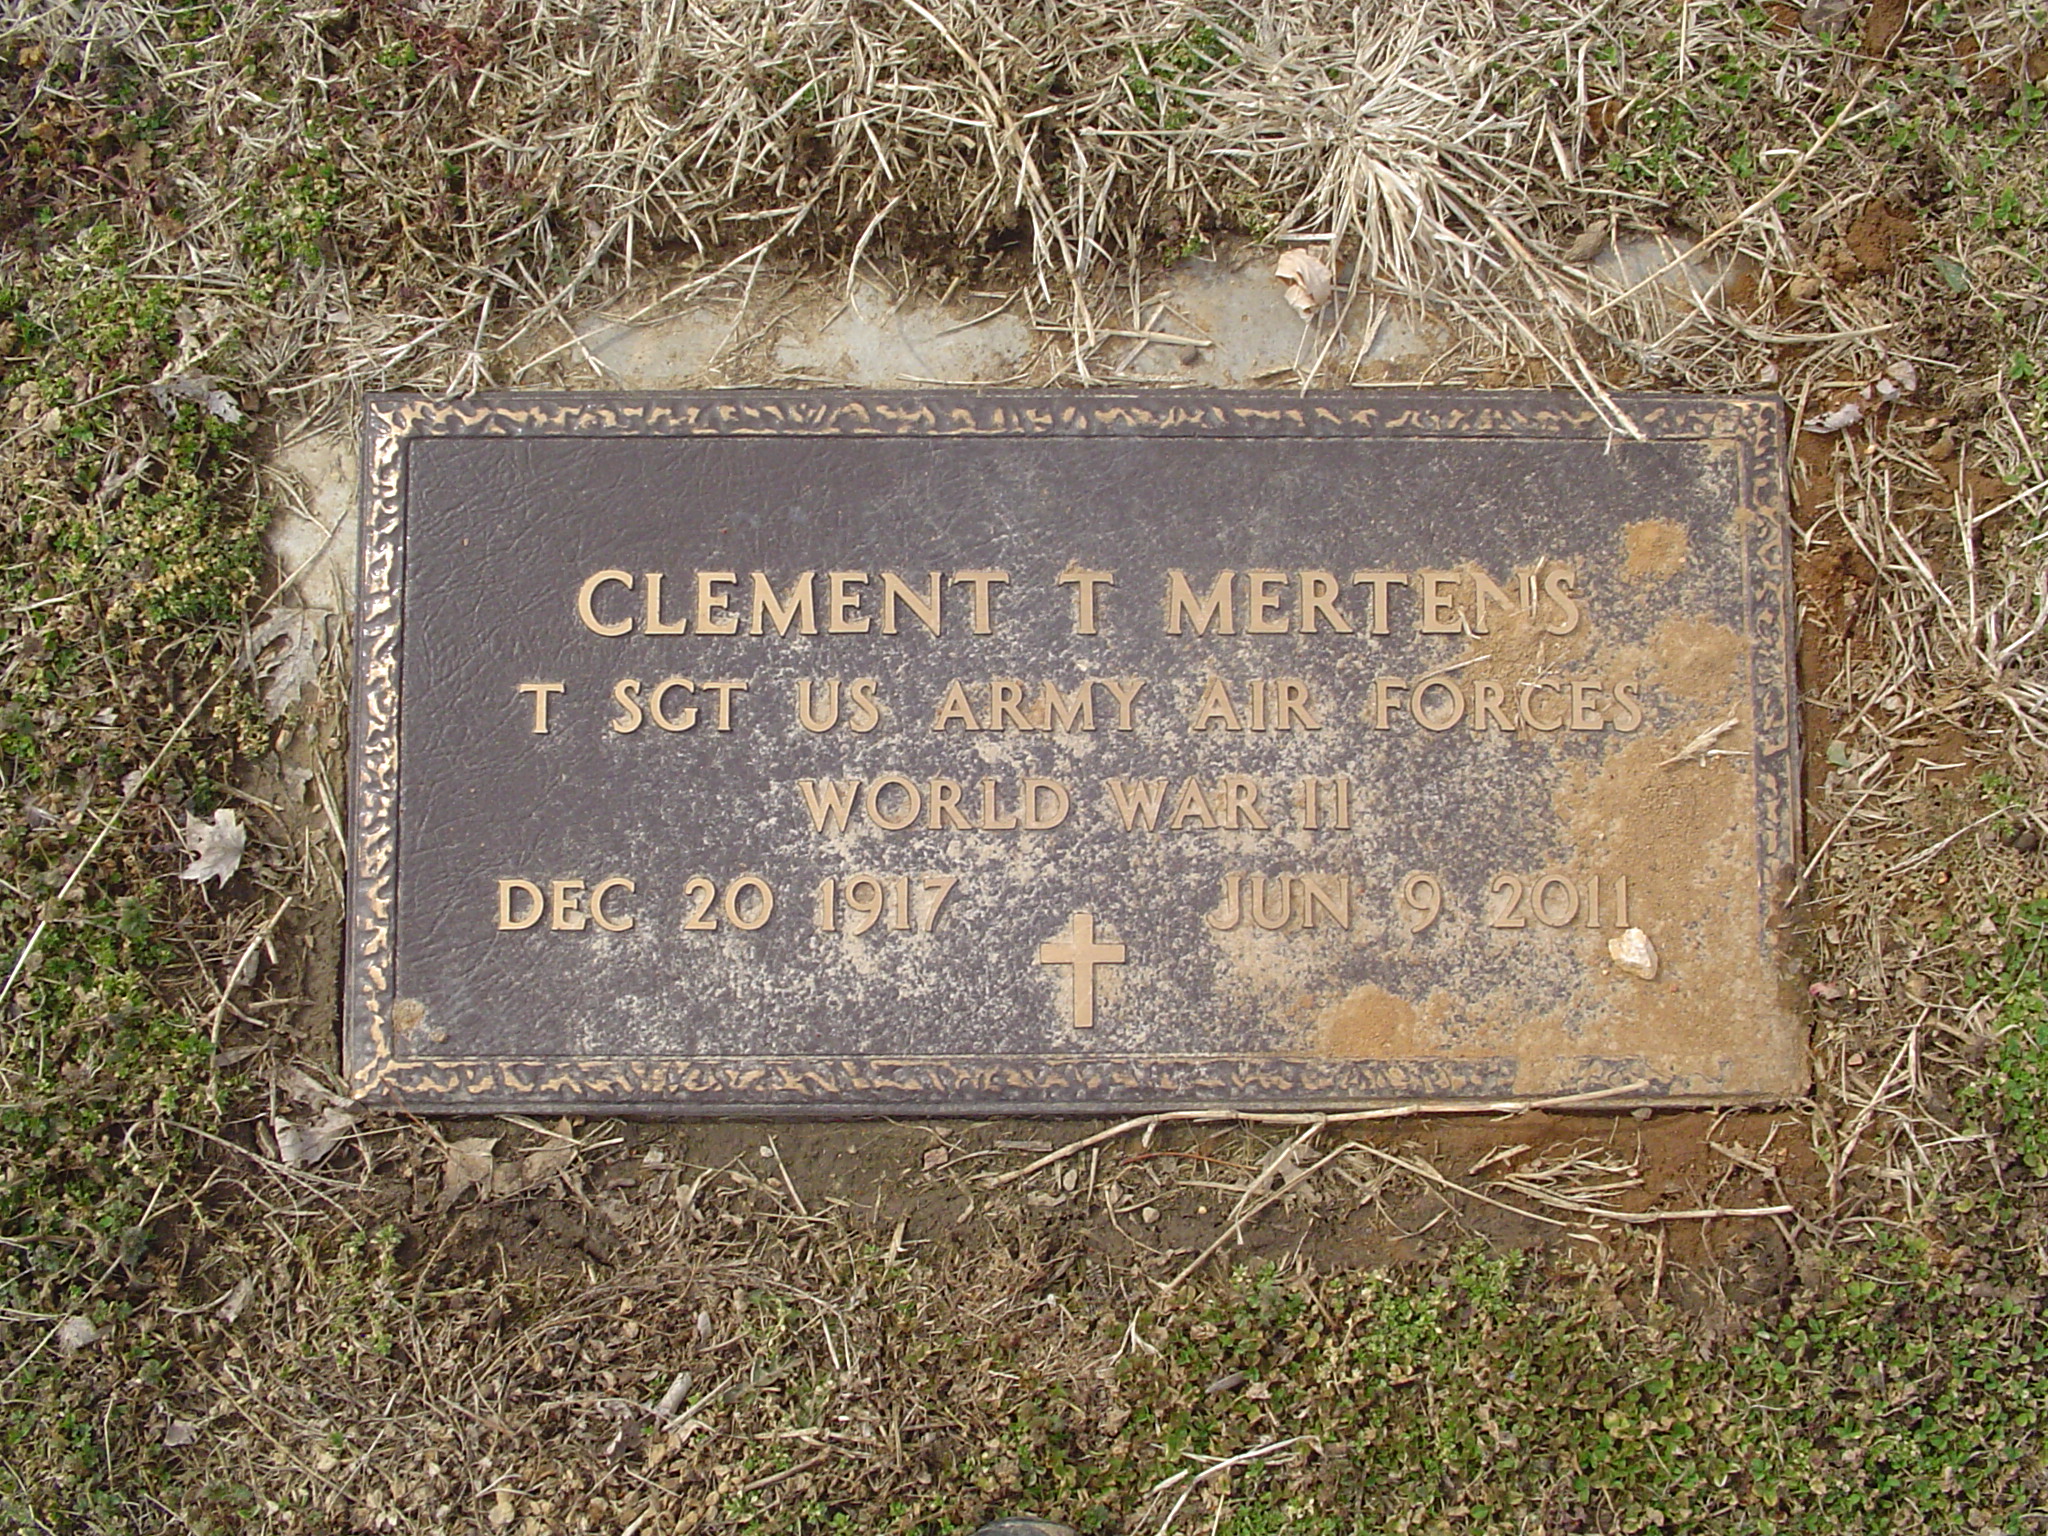 CLEMENT T MERTENS
T SGT US ARMY AIR FORCES
WORLD WAR II
DEC 20 1917 JUN 9 2011